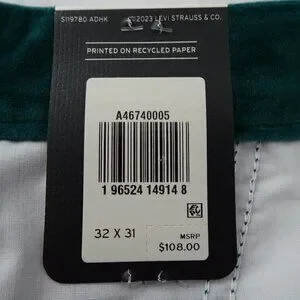 S119780 ADHK ©2023 LEVI STRAUSS & CO.
PRINTED ON RECYCLED PAPER
A46740005
1 96524 14914 8
32 X 31
MSRP
$108.00